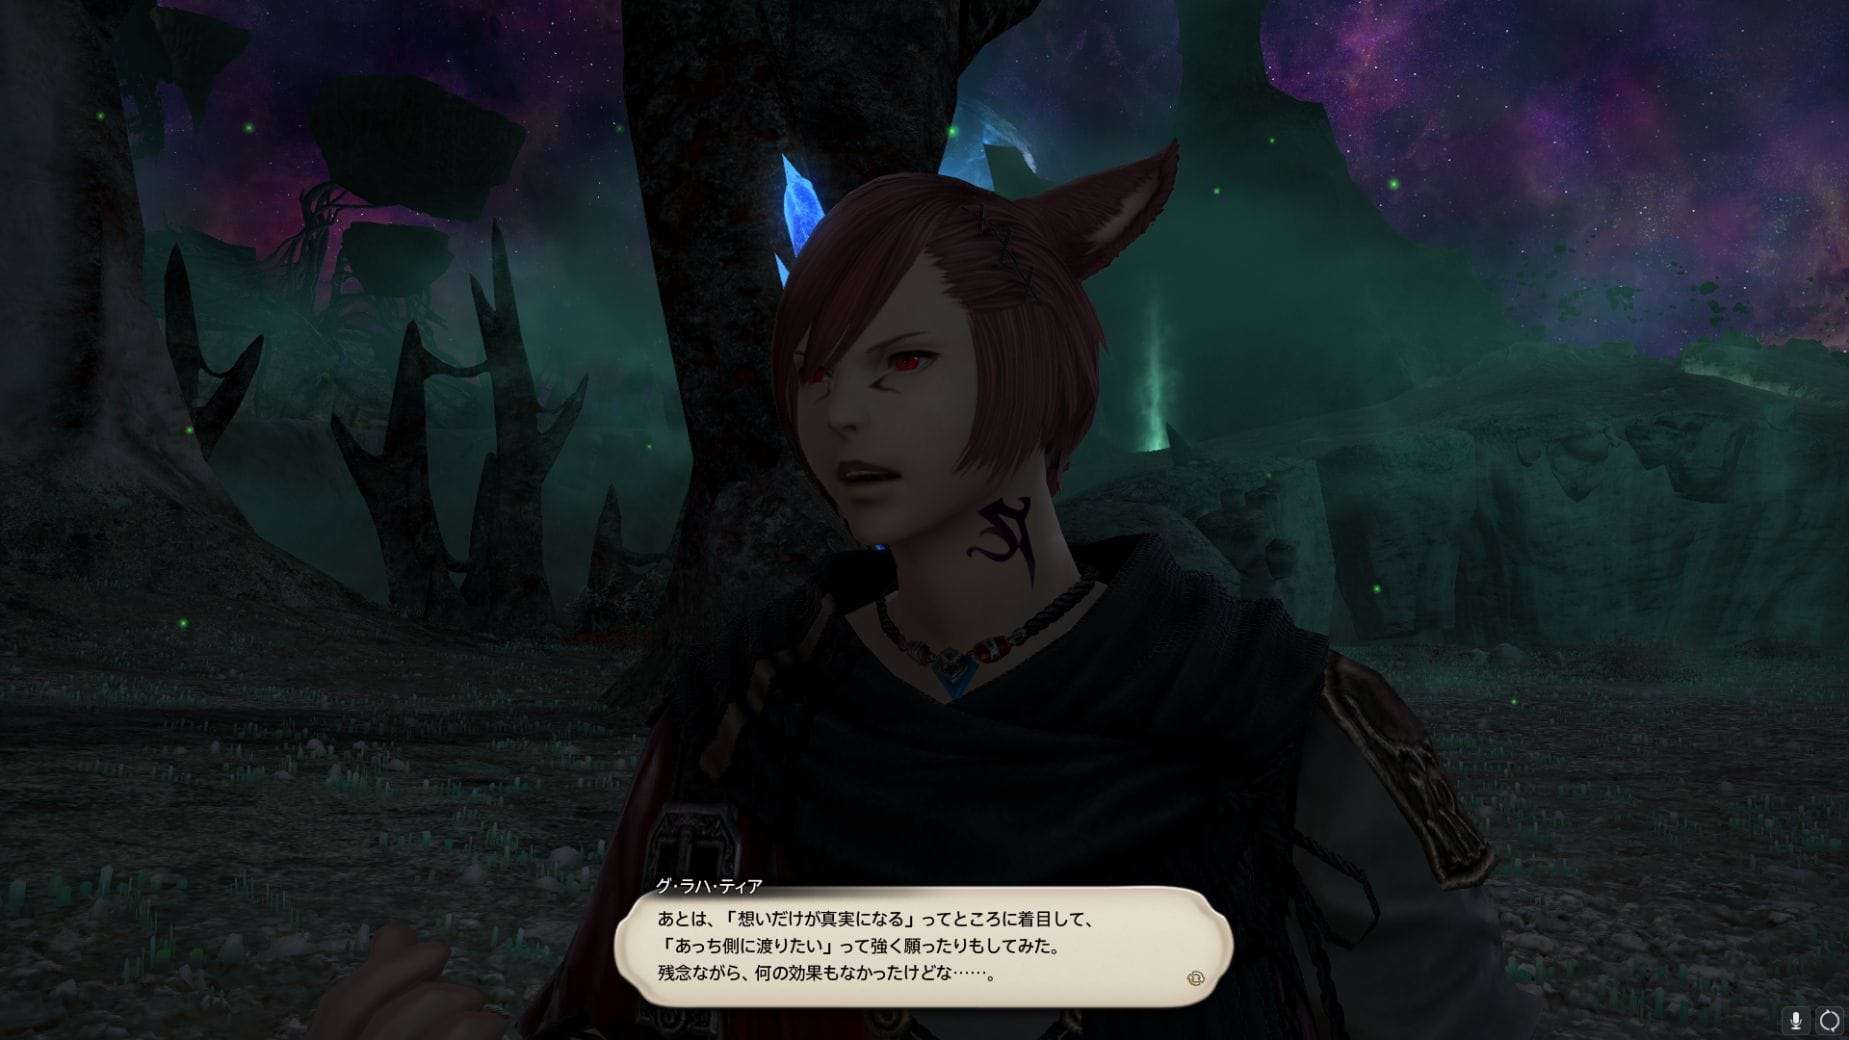 グ・ラハ・ティア
あとは、「想いだけが真実になる」ってところに着目して、
「あっち側に渡りたい」って強く願ったりもしてみた。
残念ながら、何の効果もなかったけどな……。